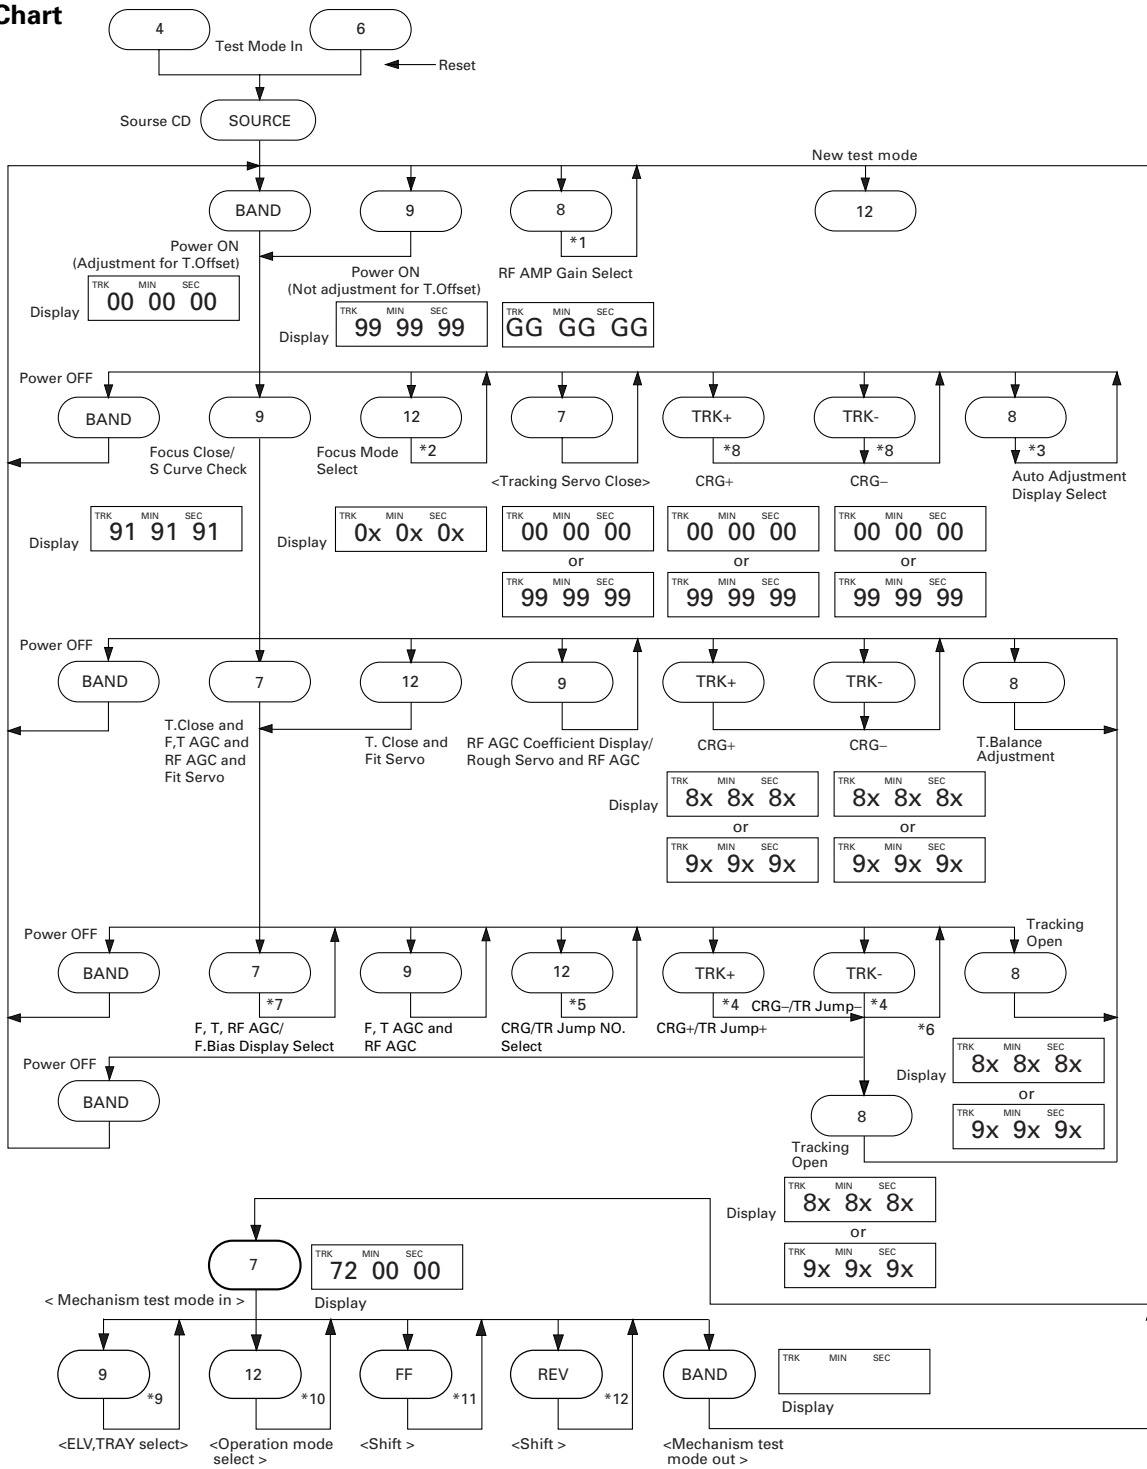 Chart
4
6
Test Mode In
Reset
Sourse CD
SOURCE
New test mode
BAND
9
8
12
*1
Power ON
(Adjustment for T.Offset)
Power ON
(Not adjustment for T.Offset)
RF AMP Gain Select
Display
TRK MIN SEC
00 00 00
Display
TRK MIN SEC
99 99 99
TRK MIN SEC
GG GG GG
Power OFF
BAND
9
12
7
TRK+
TRK-
8
Focus Close/
S Curve Check
Focus Mode
Select
*2
<Tracking Servo Close>
*8
CRG+
*8
CRG–
*3
Auto Adjustment
Display Select
Display
TRK MIN SEC
91 91 91
Display
TRK MIN SEC
0x 0x 0x
TRK MIN SEC
00 00 00
or
TRK MIN SEC
99 99 99
TRK MIN SEC
00 00 00
or
TRK MIN SEC
99 99 99
TRK MIN SEC
00 00 00
or
TRK MIN SEC
99 99 99
Power OFF
BAND
7
12
9
TRK+
TRK-
8
T.Close and
F,T AGC and
RF AGC and
Fit Servo
T. Close and
Fit Servo
RF AGC Coefficient Display/
Rough Servo and RF AGC
CRG+
CRG–
T.Balance
Adjustment
Display
TRK MIN SEC
8x 8x 8x
or
TRK MIN SEC
9x 9x 9x
TRK MIN SEC
8x 8x 8x
or
TRK MIN SEC
9x 9x 9x
Power OFF
Tracking
Open
BAND
7
9
12
TRK+
TRK-
8
*7
F, T, RF AGC/
F.Bias Display Select
F, T AGC and
RF AGC
*5
CRG/TR Jump NO.
Select
*4
CRG+/TR Jump+
CRG–/TR Jump–
*4
*6
Power OFF
BAND
Display
TRK MIN SEC
8x 8x 8x
or
TRK MIN SEC
9x 9x 9x
8
Tracking
Open
Display
TRK MIN SEC
8x 8x 8x
or
TRK MIN SEC
9x 9x 9x
7
TRK MIN SEC
72 00 00
< Mechanism test mode in >
Display
9
12
FF
REV
BAND
*9
*10
*11
*12
TRK MIN SEC
Display
<ELV,TRAY select>
<Operation mode
select >
<Shift >
<Shift >
<Mechanism test
mode out >